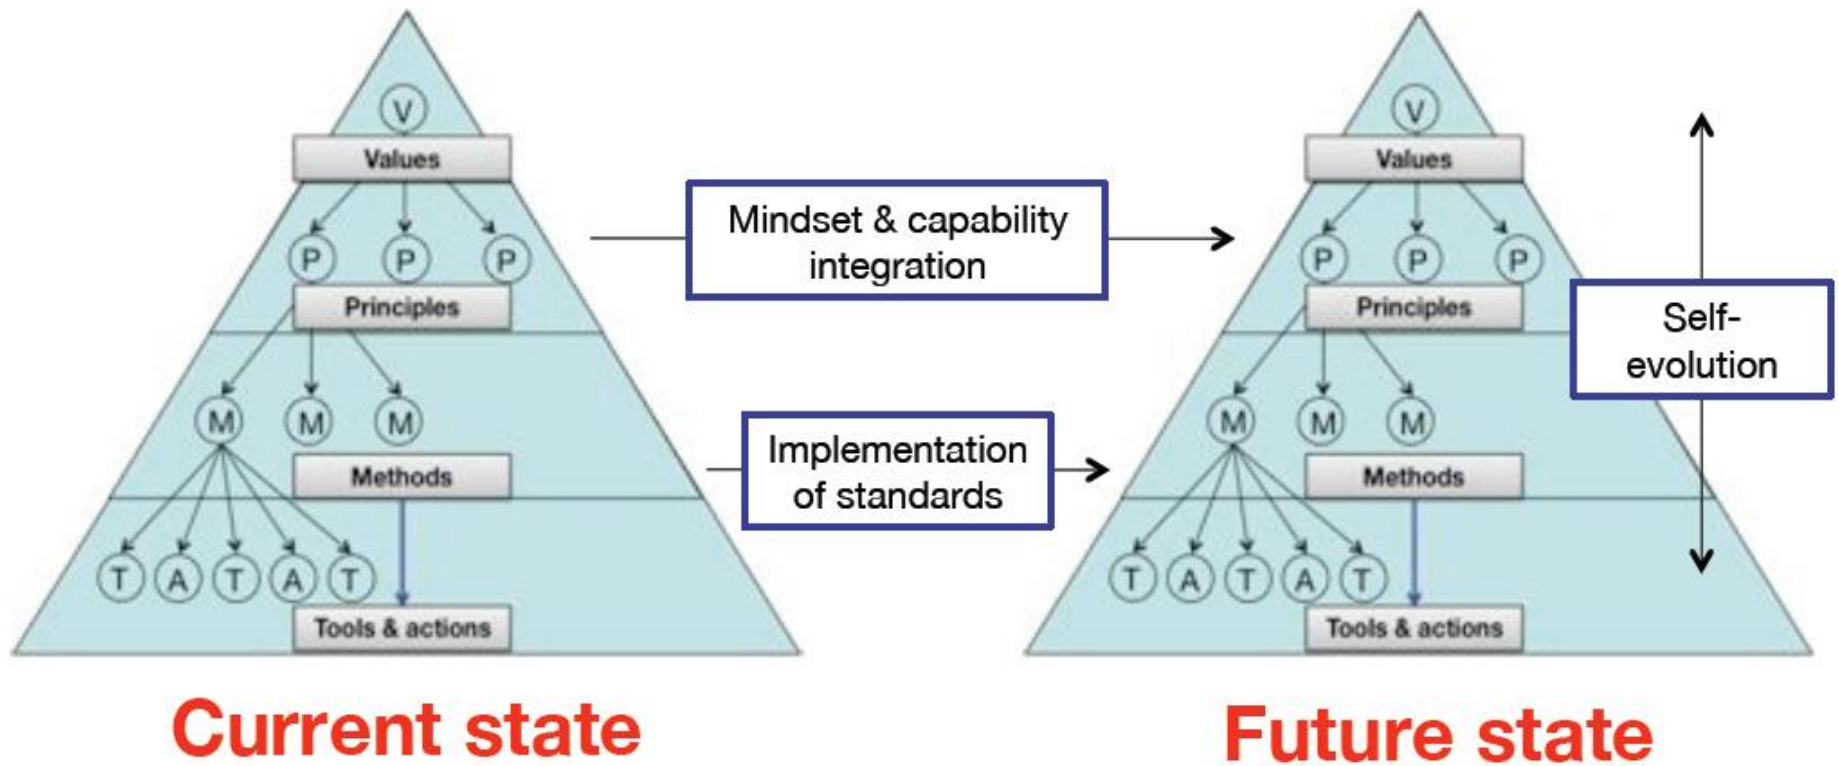 V
Values
P P P
Principles
M M M
Methods
T A T A T
Tools & actions
Current state
Mindset & capability
integration
Implementation
of standards
V
Values
P P P
Principles
M M M
Methods
T A T A T
Tools & actions
Future state
Self-
evolution